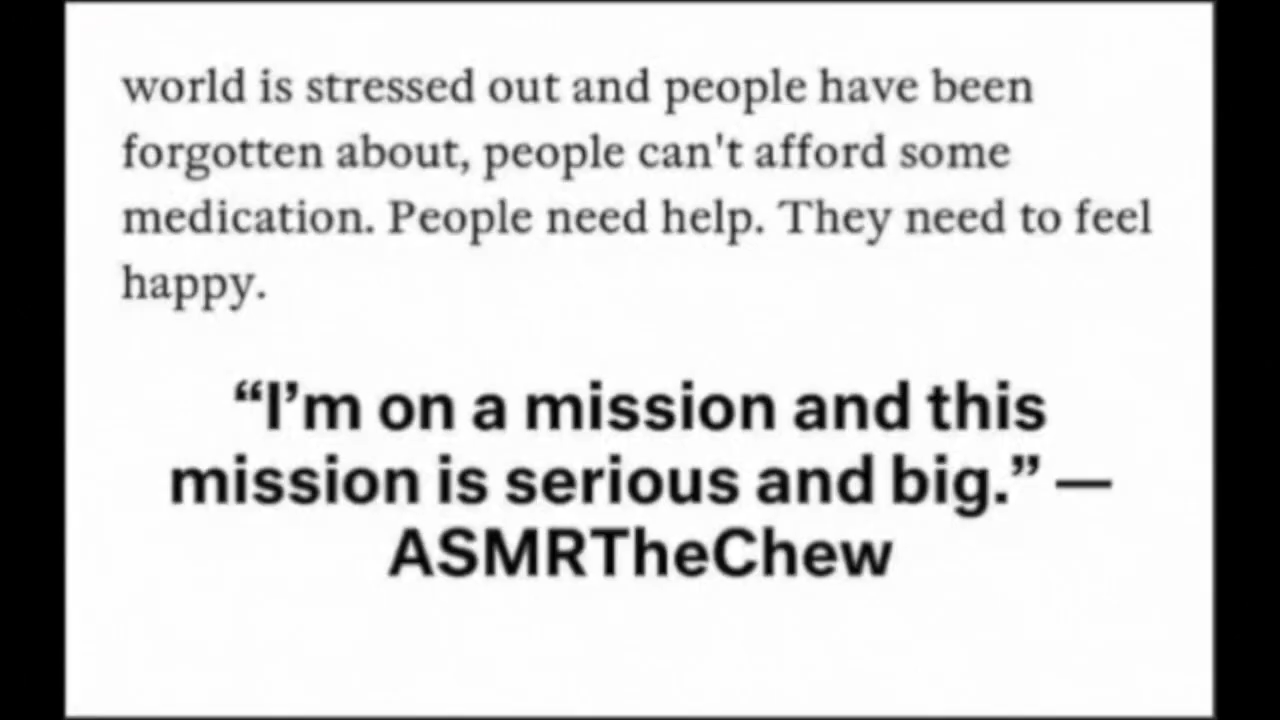 world is stressed out and people have been
forgotten about, people can't afford some
medication. People need help. They need to feel
happy.
“I’m on a mission and this
mission is serious and big.” —
ASMRTheChew